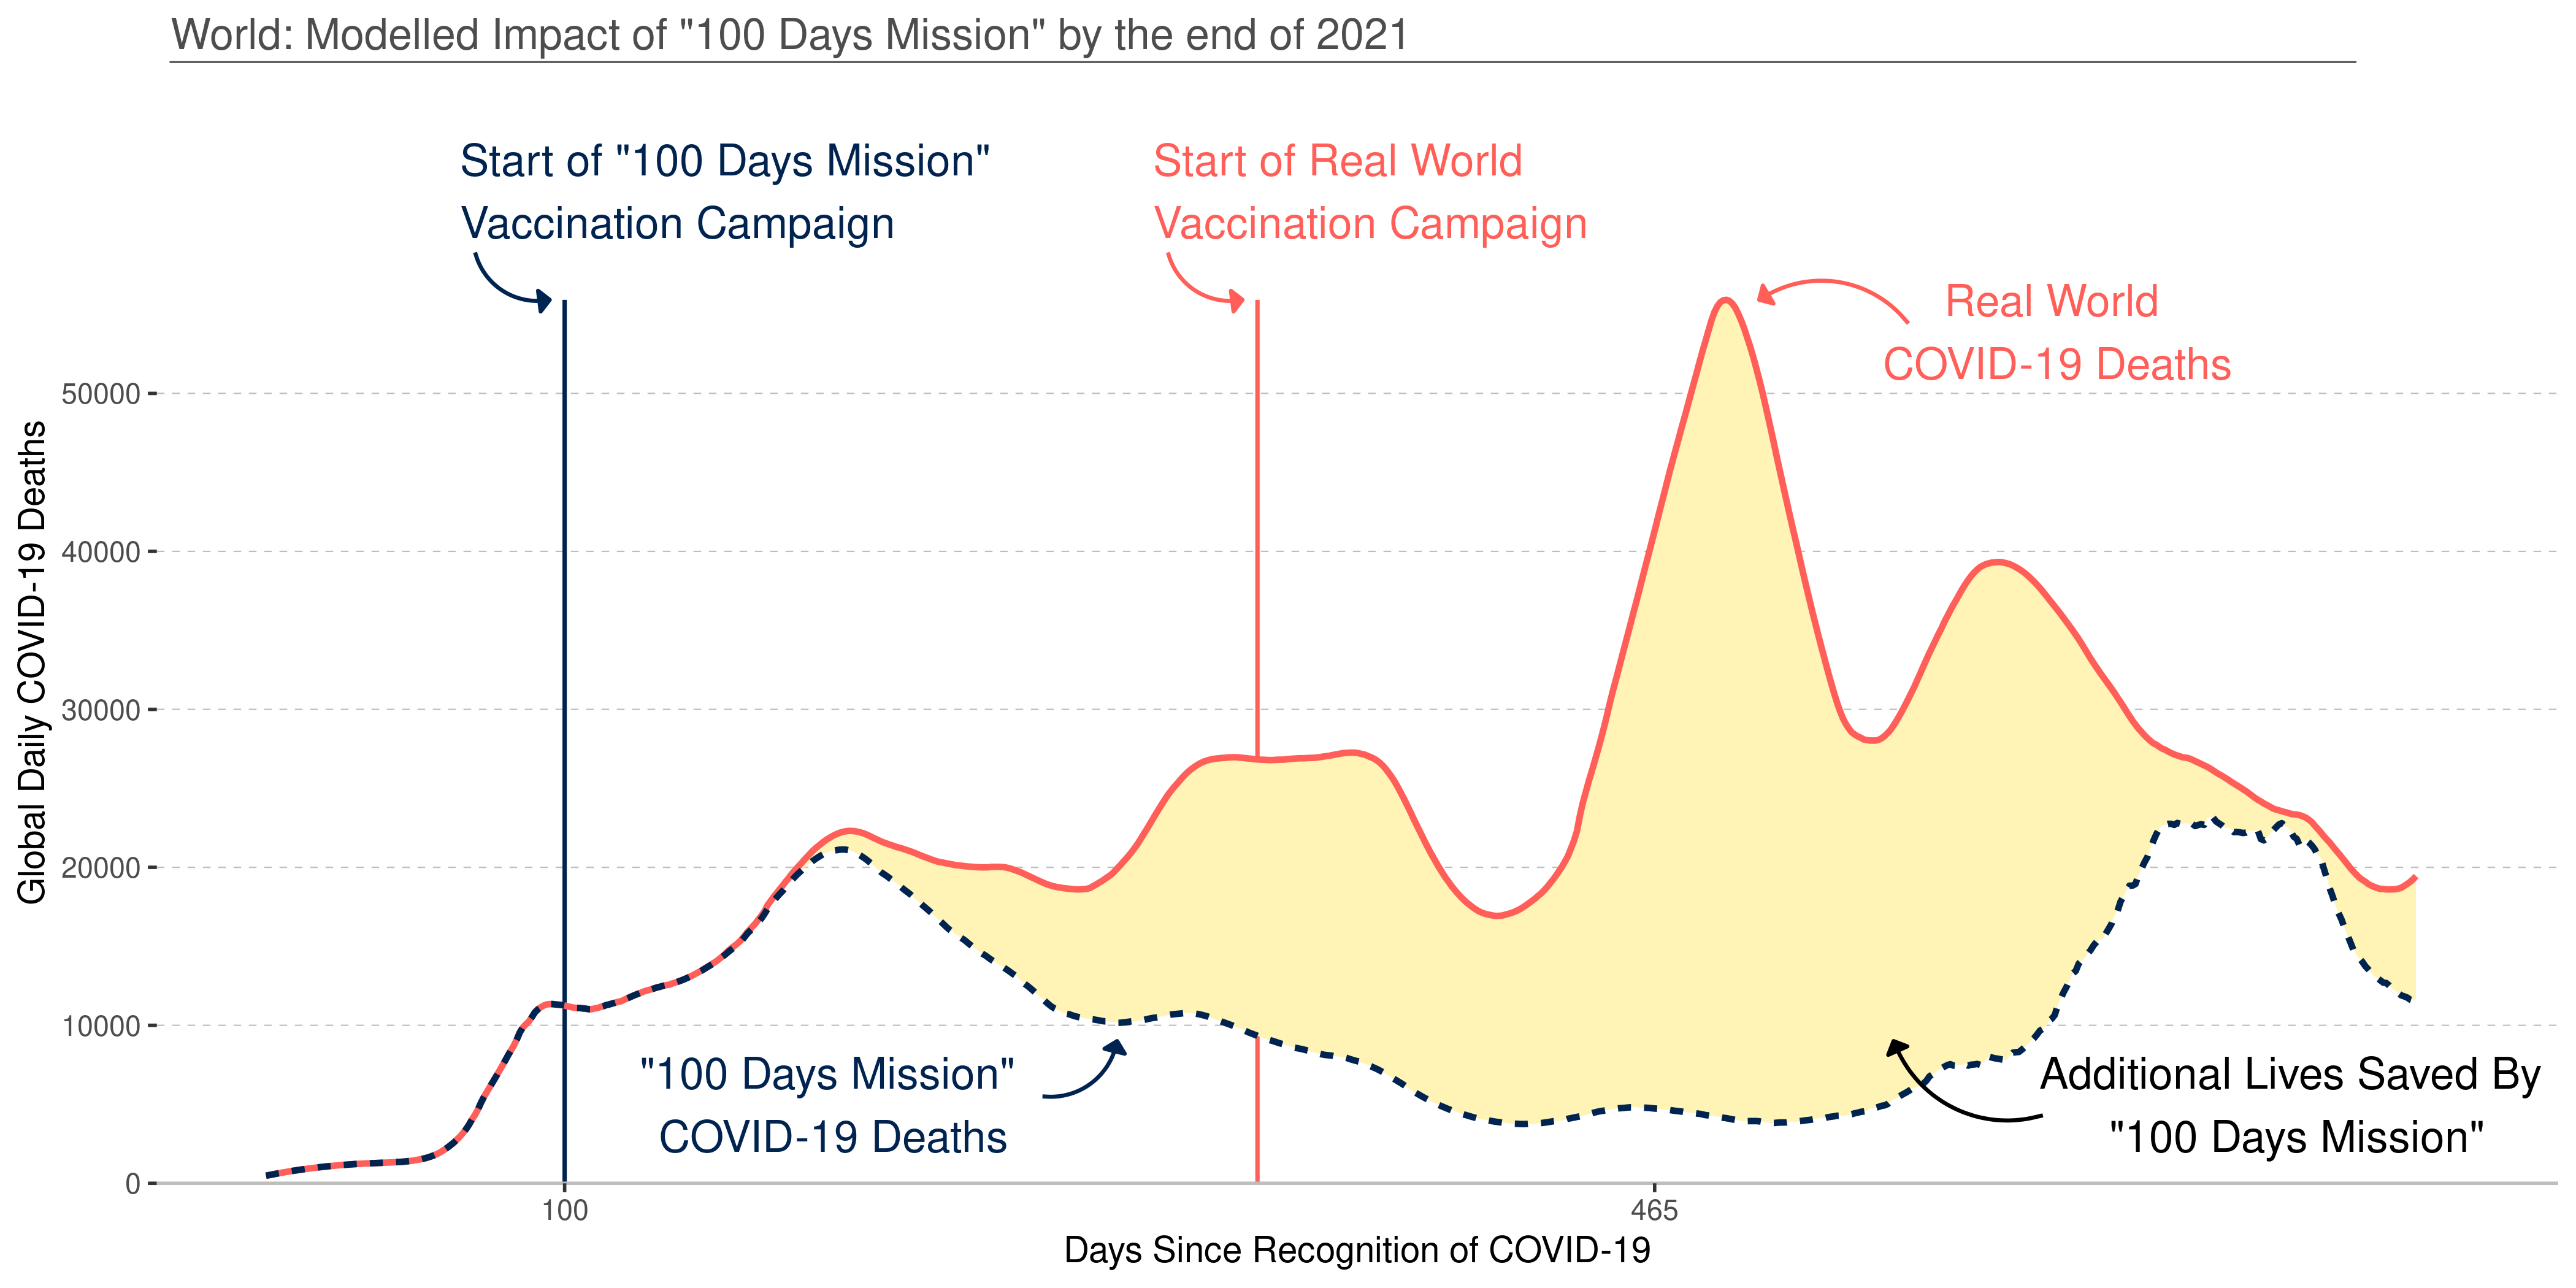 World: Modelled Impact of "100 Days Mission" by the end of 2021
Start of "100 Days Mission"
Vaccination Campaign
Start of Real World
Vaccination Campaign
Real World
COVID-19 Deaths
Global Daily COVID-19 Deaths
50000
40000
30000
20000
10000
0
"100 Days Mission"
COVID-19 Deaths
Additional Lives Saved By
"100 Days Mission"
100
465
Days Since Recognition of COVID-19